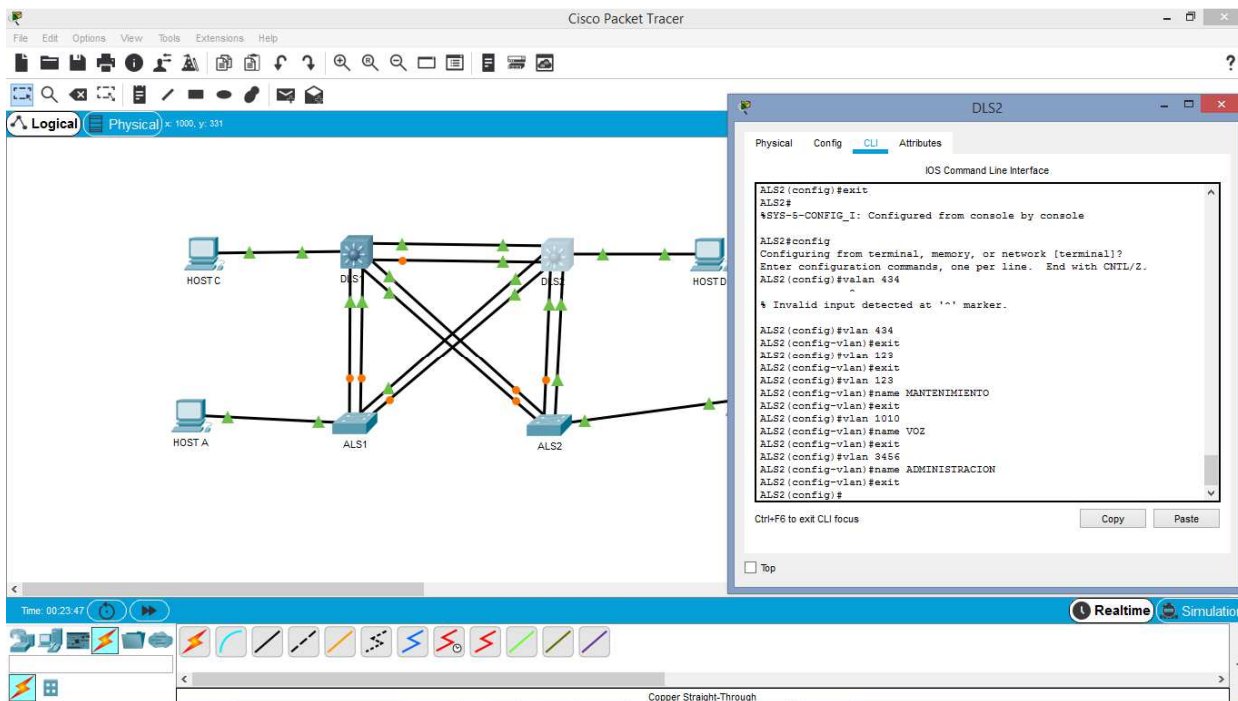 Cisco Packet Tracer
File Edit Options View Tools Extensions Help
?
Logical Physical x: 1000, y: 331
HOST C
DLS1
DLS2
HOST D
HOST A
ALS1
ALS2
DLS2
Physical Config CLI Attributes
IOS Command Line Interface
ALS2(config)#exit
ALS2#
%SYS-5-CONFIG_I: Configured from console by console
ALS2#config
Configuring from terminal, memory, or network [terminal]?
Enter configuration commands, one per line. End with CNTL/Z.
ALS2(config)#valan 434
^
% Invalid input detected at '^' marker.
ALS2(config)#vlan 434
ALS2(config-vlan)#exit
ALS2(config)#vlan 123
ALS2(config-vlan)#exit
ALS2(config)#vlan 123
ALS2(config-vlan)#name MANTENIMIENTO
ALS2(config-vlan)#exit
ALS2(config)#vlan 1010
ALS2(config-vlan)#name VOZ
ALS2(config-vlan)#exit
ALS2(config)#vlan 3456
ALS2(config-vlan)#name ADMINISTRACION
ALS2(config-vlan)#exit
ALS2(config)#
Ctrl+F6 to exit CLI focus
Copy Paste
Top
Time: 00:23:47
Realtime Simulation
Copper Straight-Through